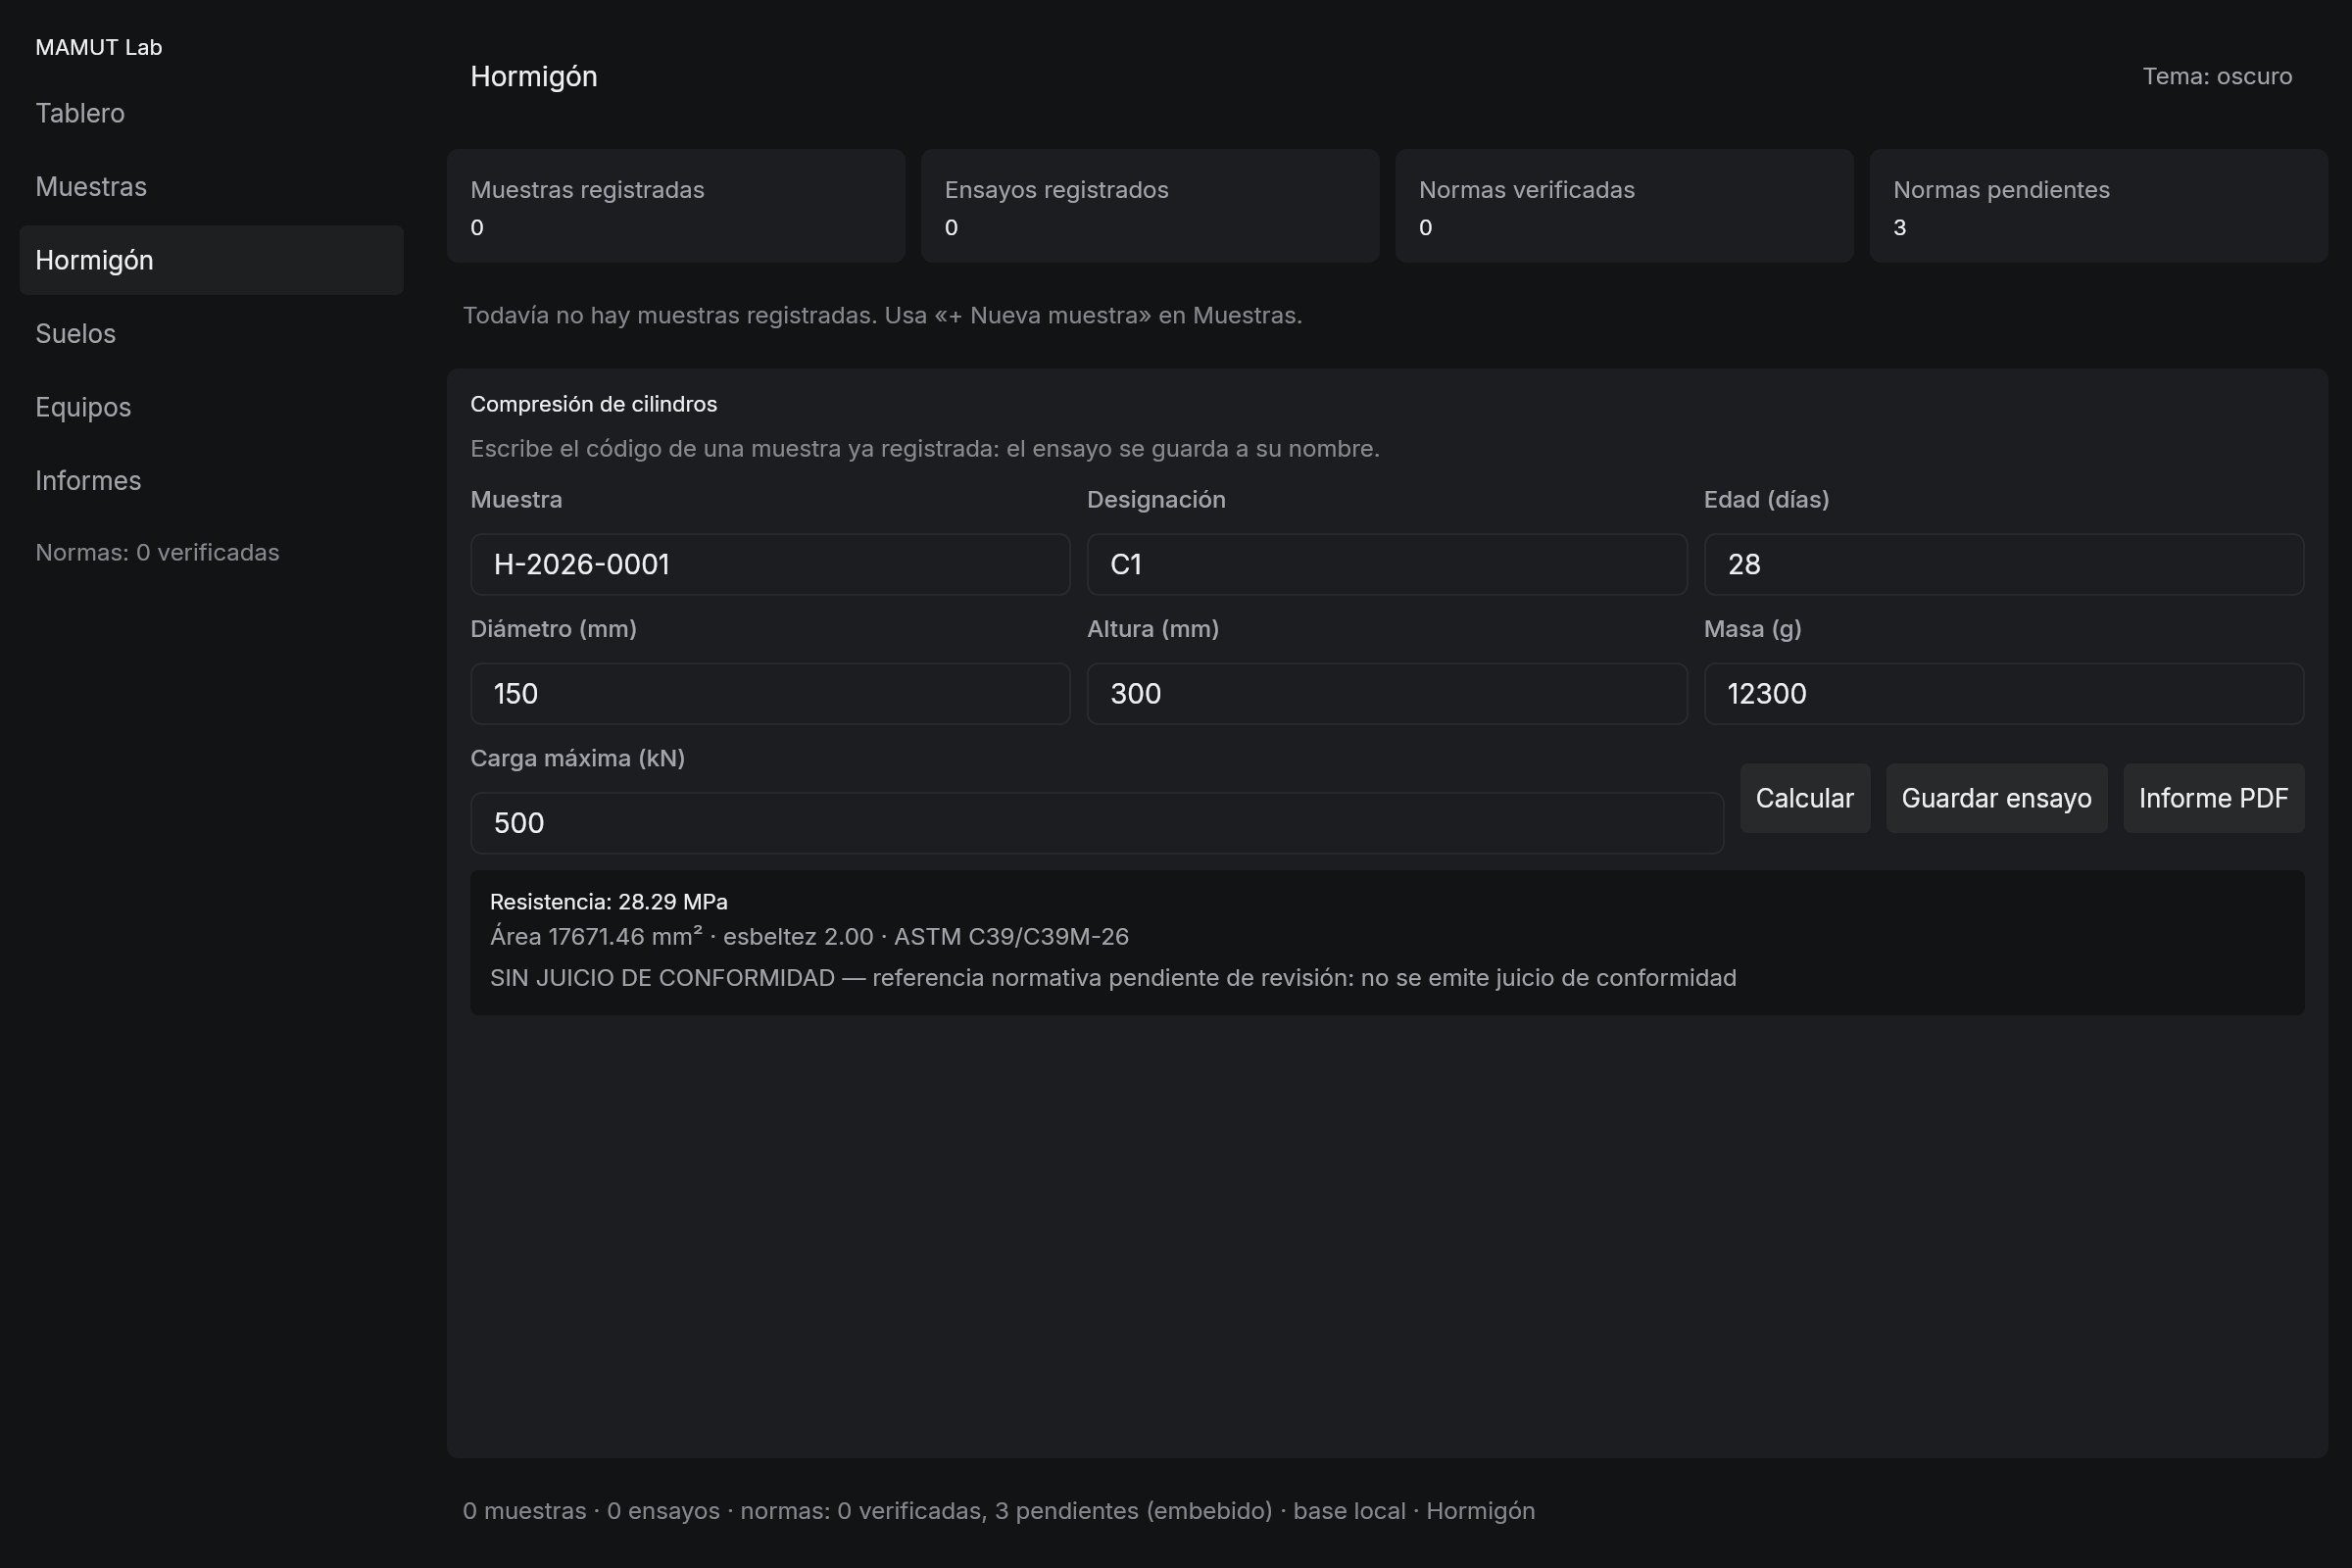 MAMUT Lab
Tablero
Muestras
Hormigón
Suelos
Equipos
Informes
Normas: 0 verificadas
Hormigón
Tema: oscuro
Muestras registradas
0
Ensayos registrados
0
Normas verificadas
0
Normas pendientes
3
Todavía no hay muestras registradas. Usa «+ Nueva muestra» en Muestras.
Compresión de cilindros
Escribe el código de una muestra ya registrada: el ensayo se guarda a su nombre.
Muestra
H-2026-0001
Designación
C1
Edad (días)
28
Diámetro (mm)
150
Altura (mm)
300
Masa (g)
12300
Carga máxima (kN)
500
Calcular
Guardar ensayo
Informe PDF
Resistencia: 28.29 MPa
Área 17671.46 mm² · esbeltez 2.00 · ASTM C39/C39M-26
SIN JUICIO DE CONFORMIDAD — referencia normativa pendiente de revisión: no se emite juicio de conformidad
0 muestras · 0 ensayos · normas: 0 verificadas, 3 pendientes (embebido) · base local · Hormigón